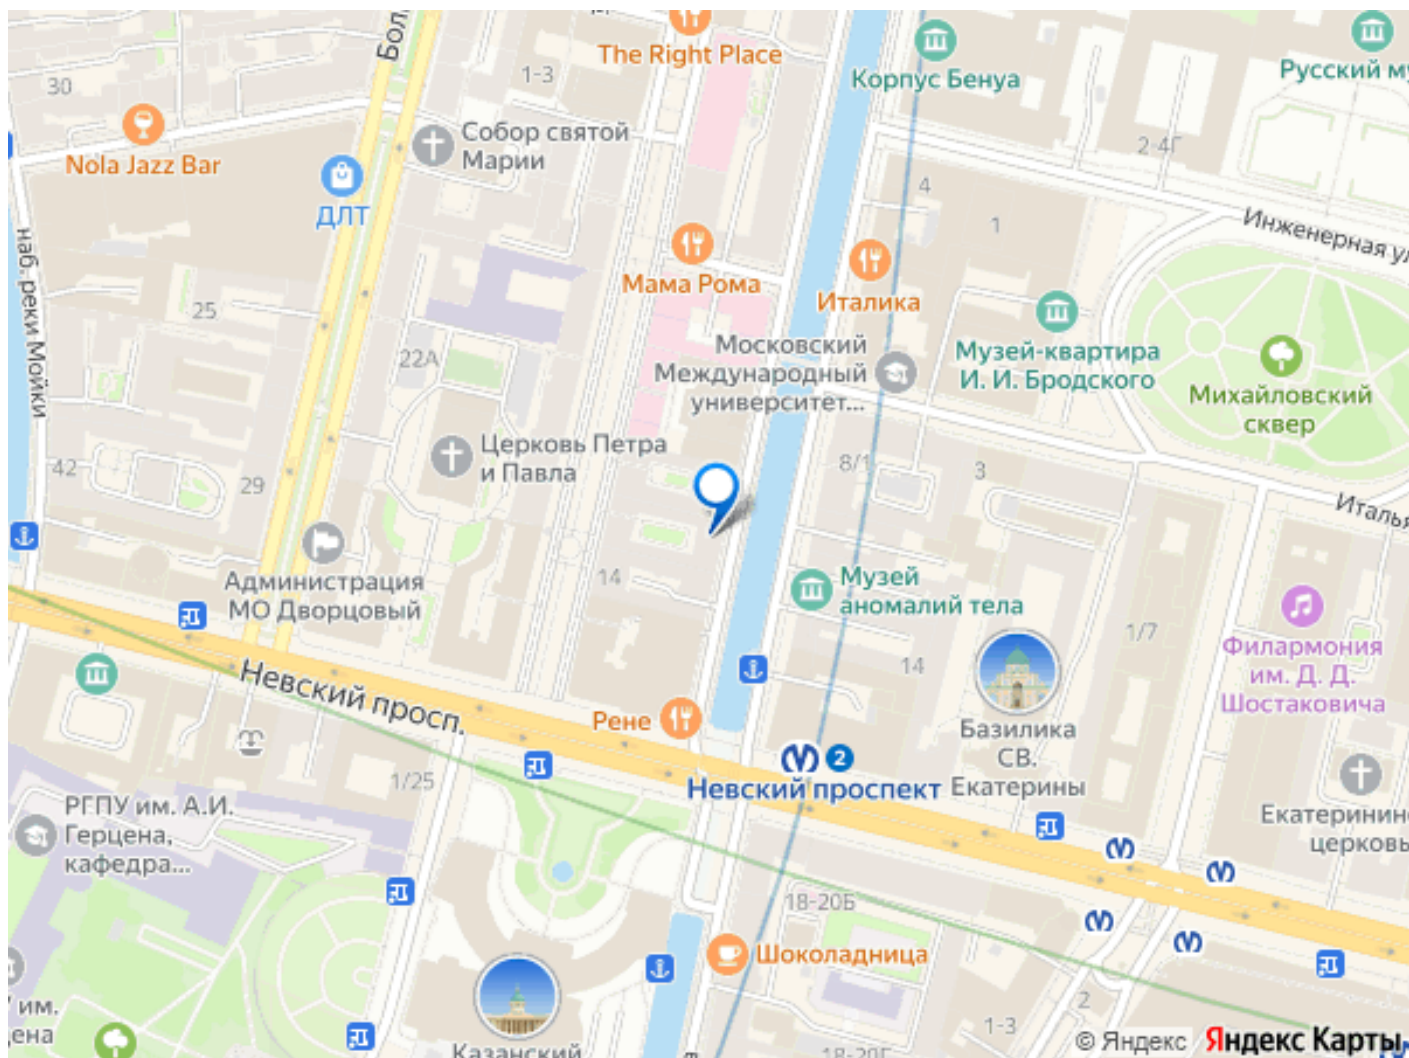 Бол
The Right Place
Корпус Бенуа
Русский му
30
1-3
Nola Jazz Bar
Собор святой
Марии
2-4Г
ДЛТ
4
1
Инженерная ул
наб. реки Мойки
Мама Рома
Италика
25
22А
Московский
Международный
университет...
Музей-квартира
И. И. Бродского
Михайловский
сквер
Церковь Петра
и Павла
42
29
8/1
3
Италья
14
Администрация
МО Дворцовый
Музей
аномалий тела
1/7
Филармония
им. Д. Д.
Шостаковича
14
Невский просп.
Рене
Базилика
СВ.
Екатерины
2
Невский проспект
1/25
РГПУ им. А.И.
Герцена,
кафедра...
Екатеринин
церковь
18-20Б
Шоколадница
им.
ена
2
1-3
Казанский
18-20Г
© Яндекс Яндекс Карты